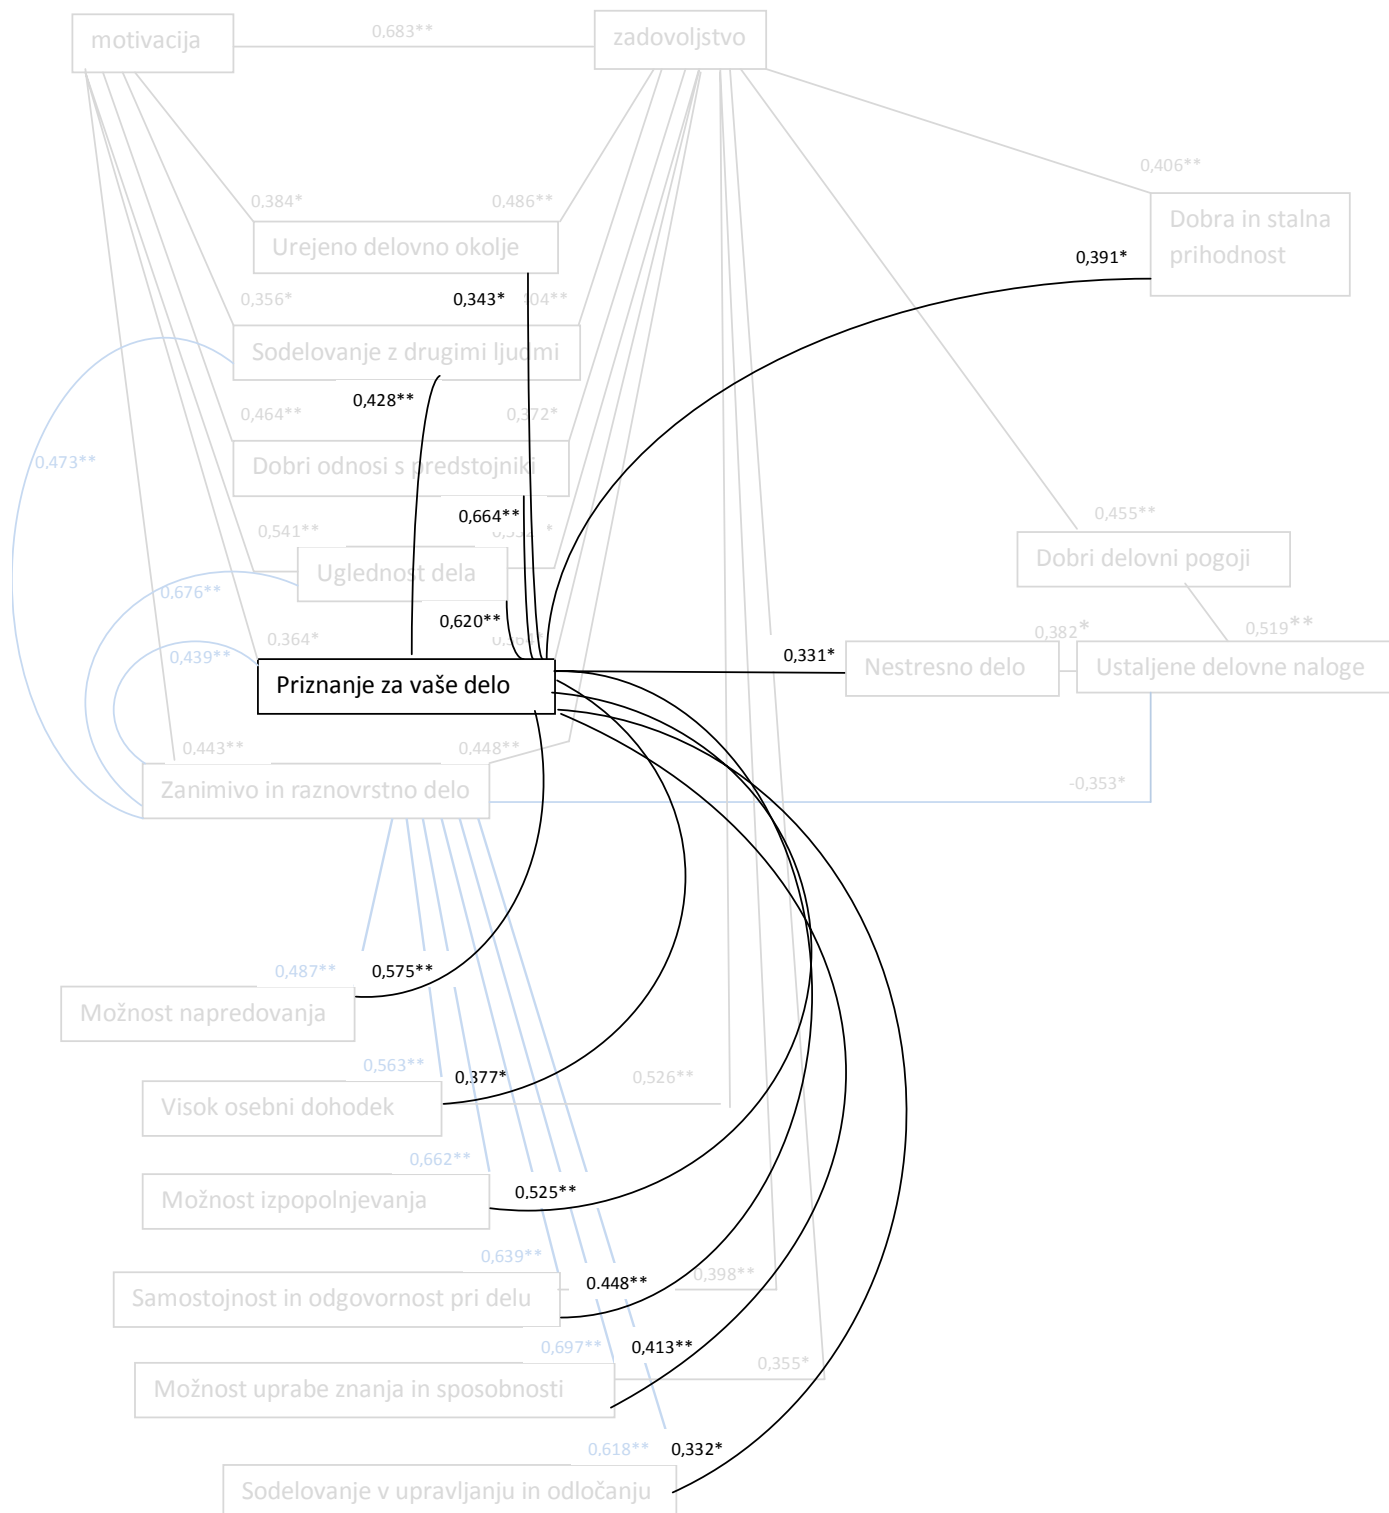 motivacija
0,683**
zadovoljstvo
0,406**
0,384*
0,486**
Dobra in stalna
prihodnost
Urejeno delovno okolje
0,391*
0,356*
0,343*
04**
Sodelovanje z drugimi ljudmi
0,428**
0,464**
0,372*
0,473**
Dobri odnosi s predstojniki
0,664**
0,455**
0,541**
Dobri delovni pogoji
Uglednost dela
0,676**
0,620**
0,382*
0,519**
0,364*
0,439**
0,331*
Nestresno delo
Ustaljene delovne naloge
Priznanje za vaše delo
0,443**
0,448**
-0,353*
Zanimivo in raznovrstno delo
0,487**
0,575**
Možnost napredovanja
0,563**
0,377*
0,526**
Visok osebni dohodek
0,662**
0,525**
Možnost izpopolnjevanja
0,639**
0.448**
0,398**
Samostojnost in odgovornost pri delu
0,697**
0,413**
0,355*
Možnost uprabe znanja in sposobnosti
0,618**
0,332*
Sodelovanje v upravljanju in odločanju